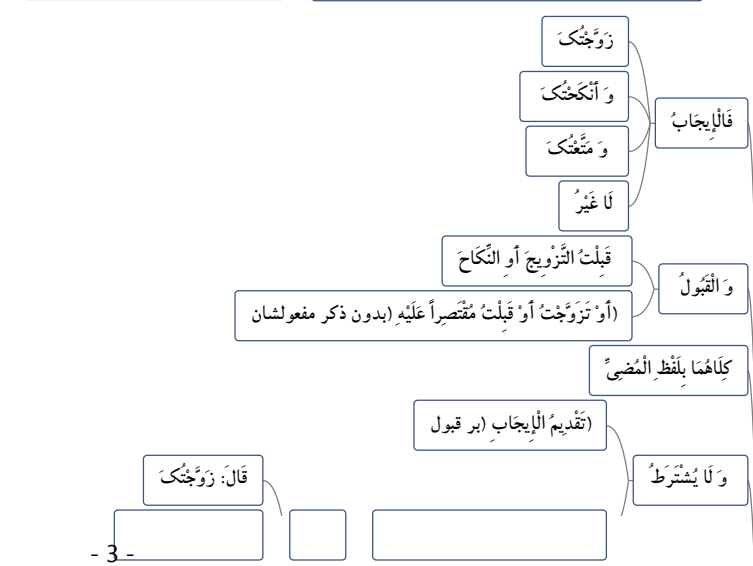 زَوَّجْتُکَ
وَ أَنْکَحْتُکَ
فَالْإِیجَابُ
وَ مَتَّعْتُکَ
لَا غَیْرُ
قَبِلْتُ التَّزْوِیجَ أَوِ النِّکَاحَ
وَ الْقَبُولُ
(أَوْ تَزَوَّجْتُ أَوْ قَبِلْتُ مُقْتَصِراً عَلَیْهِ (بدون ذکر مفعولشان
کِلَاهُمَا بِلَفْظِ الْمُضِیِّ
(تَقْدِیمُ الْإِیجَابِ (بر قبول
وَ لَا یُشْتَرَطُ
قَالَ: زَوَّجْتُکَ
- 3 -